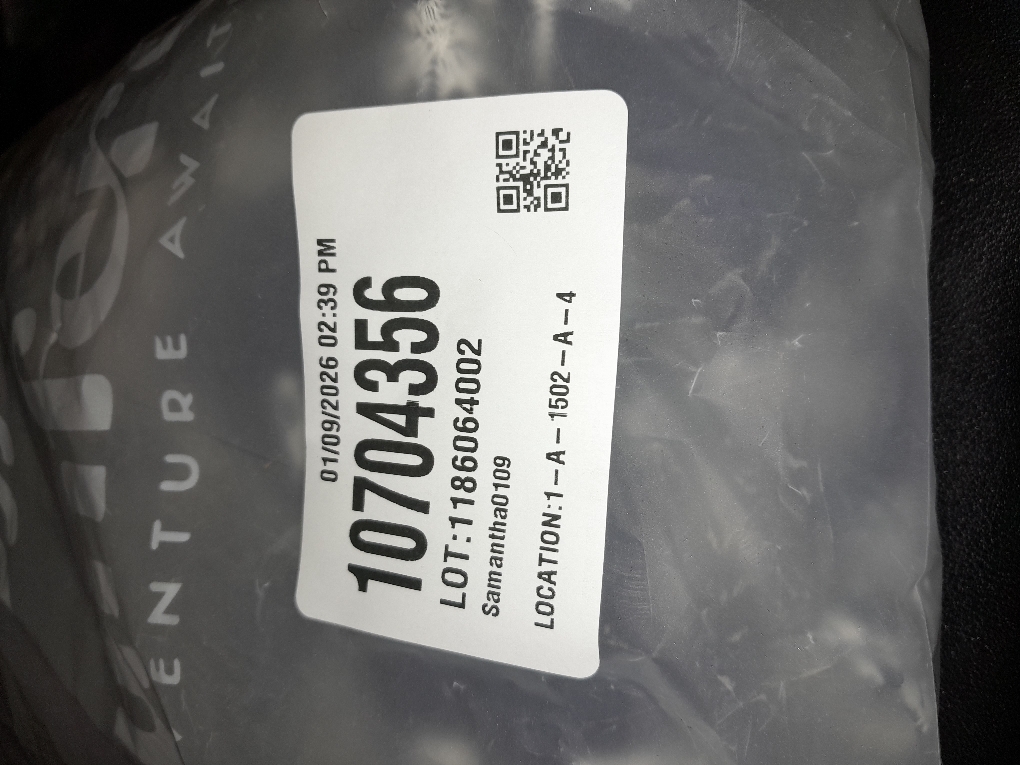 01/09/2026 02:39 PM
10704356
LOT:1186064002
Samantha0109
LOCATION:1-A-1502-A-4
ENTURE AWAIT